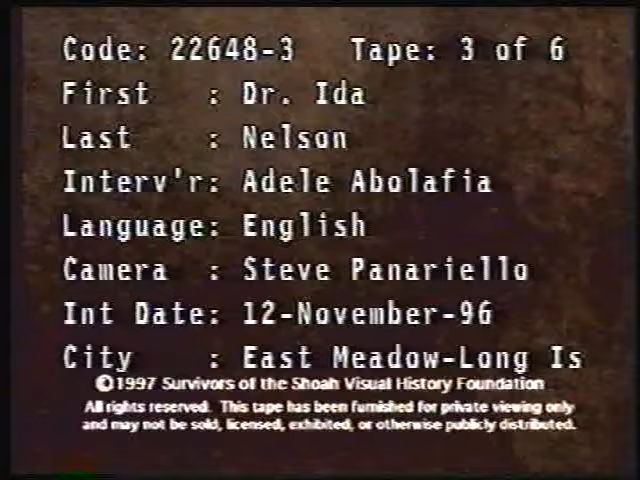 Code: 22648-3 Tape: 3 of 6
First : Dr. Ida
Last : Nelson
Interv'r: Adele Abolafia
Language: English
Camera : Steve Panariello
Int Date: 12-November-96
City : East Meadow-Long Is
©1997 Survivors of the Shoah Visual History Foundation
All rights reserved. This tape has been furnished for private viewing only
and may not be sold, licensed, exhibited, or otherwise publicly distributed.